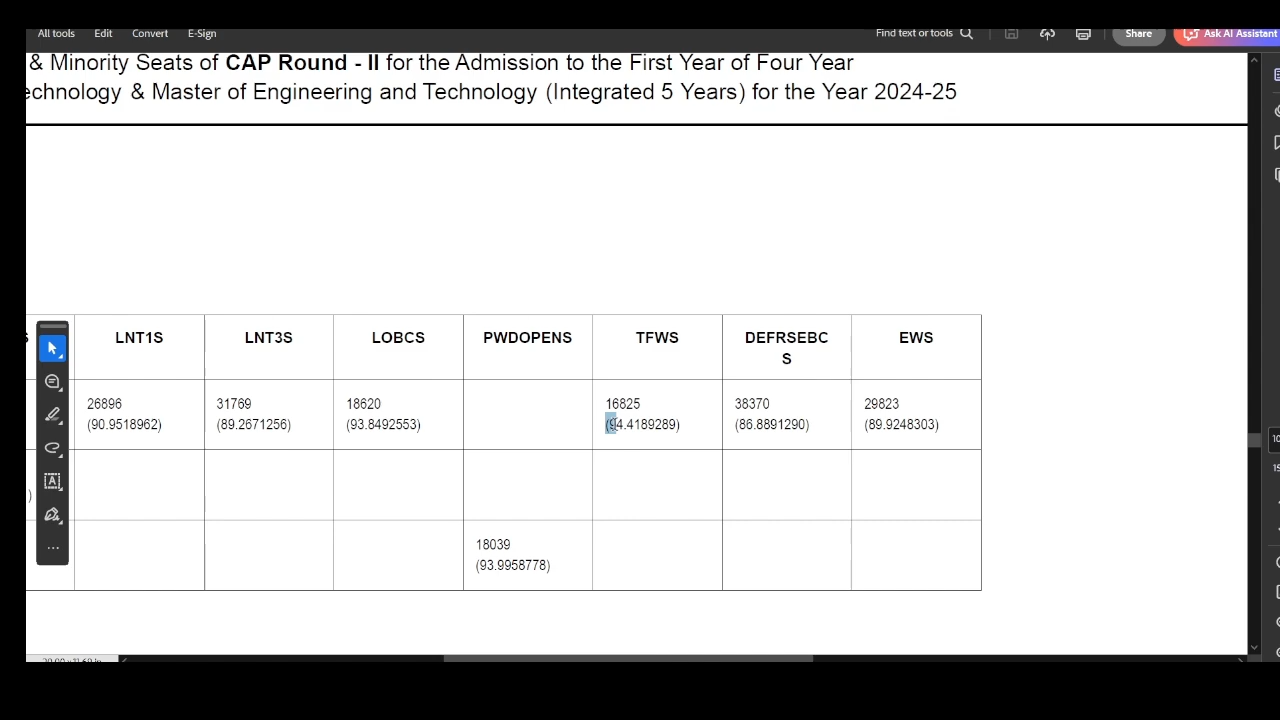 All tools Edit Convert E-Sign Find text or tools Share Ask AI Assistant
& Minority Seats of CAP Round - II for the Admission to the First Year of Four Year
echnology & Master of Engineering and Technology (Integrated 5 Years) for the Year 2024-25
S LNT1S LNT3S LOBCS PWDOPENS TFWS DEFRSEBC EWS
S
26896 31769 18620 16825 38370 29823
(90.9518962) (89.2671256) (93.8492553) (94.4189289) (86.8891290) (89.9248303)
)
18039
(93.9958778)